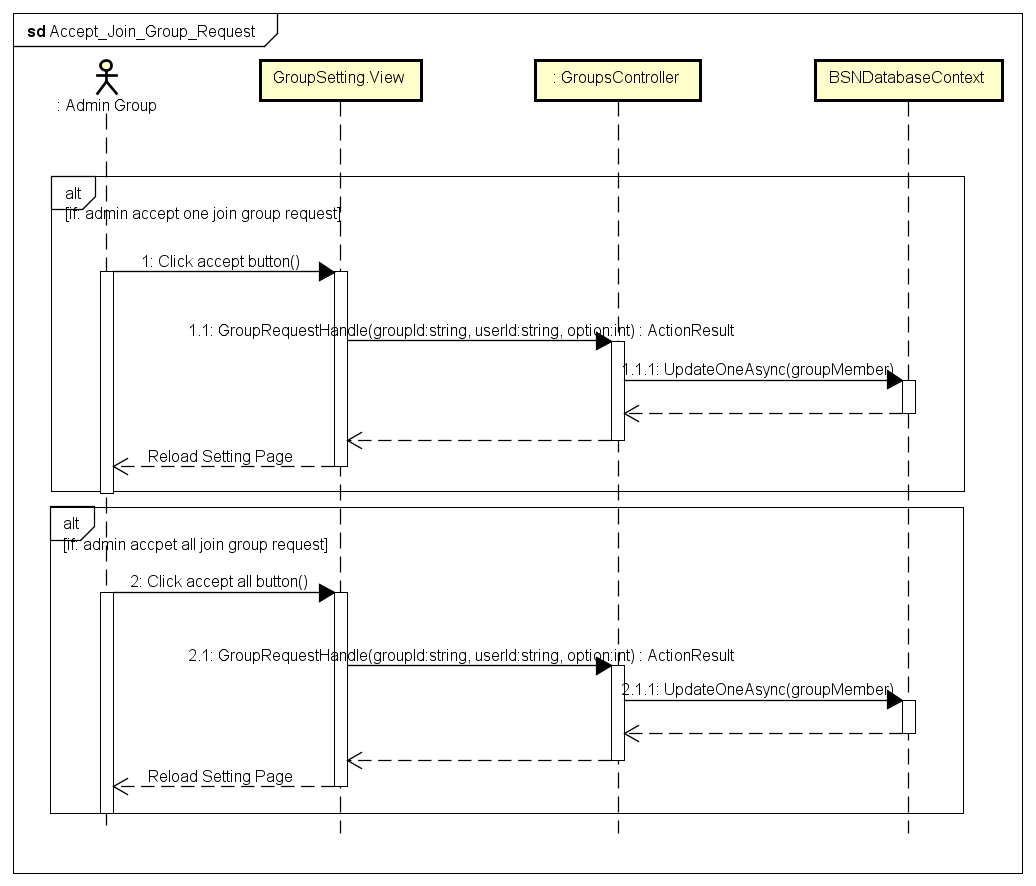 sd Accept_Join_Group_Request
GroupSetting.View
: GroupsController
BSNDatabaseContext
: Admin Group
alt
[if: admin accept one join group request]
1: Click accept button()
1.1: GroupRequestHandle(groupId:string, userId:string, option:int) : ActionResult
1.1.1: UpdateOneAsync(groupMember)
Reload Setting Page
alt
[if: admin accpet all join group request]
2: Click accept all button()
2.1: GroupRequestHandle(groupId:string, userId:string, option:int) : ActionResult
2.1.1: UpdateOneAsync(groupMember)
Reload Setting Page